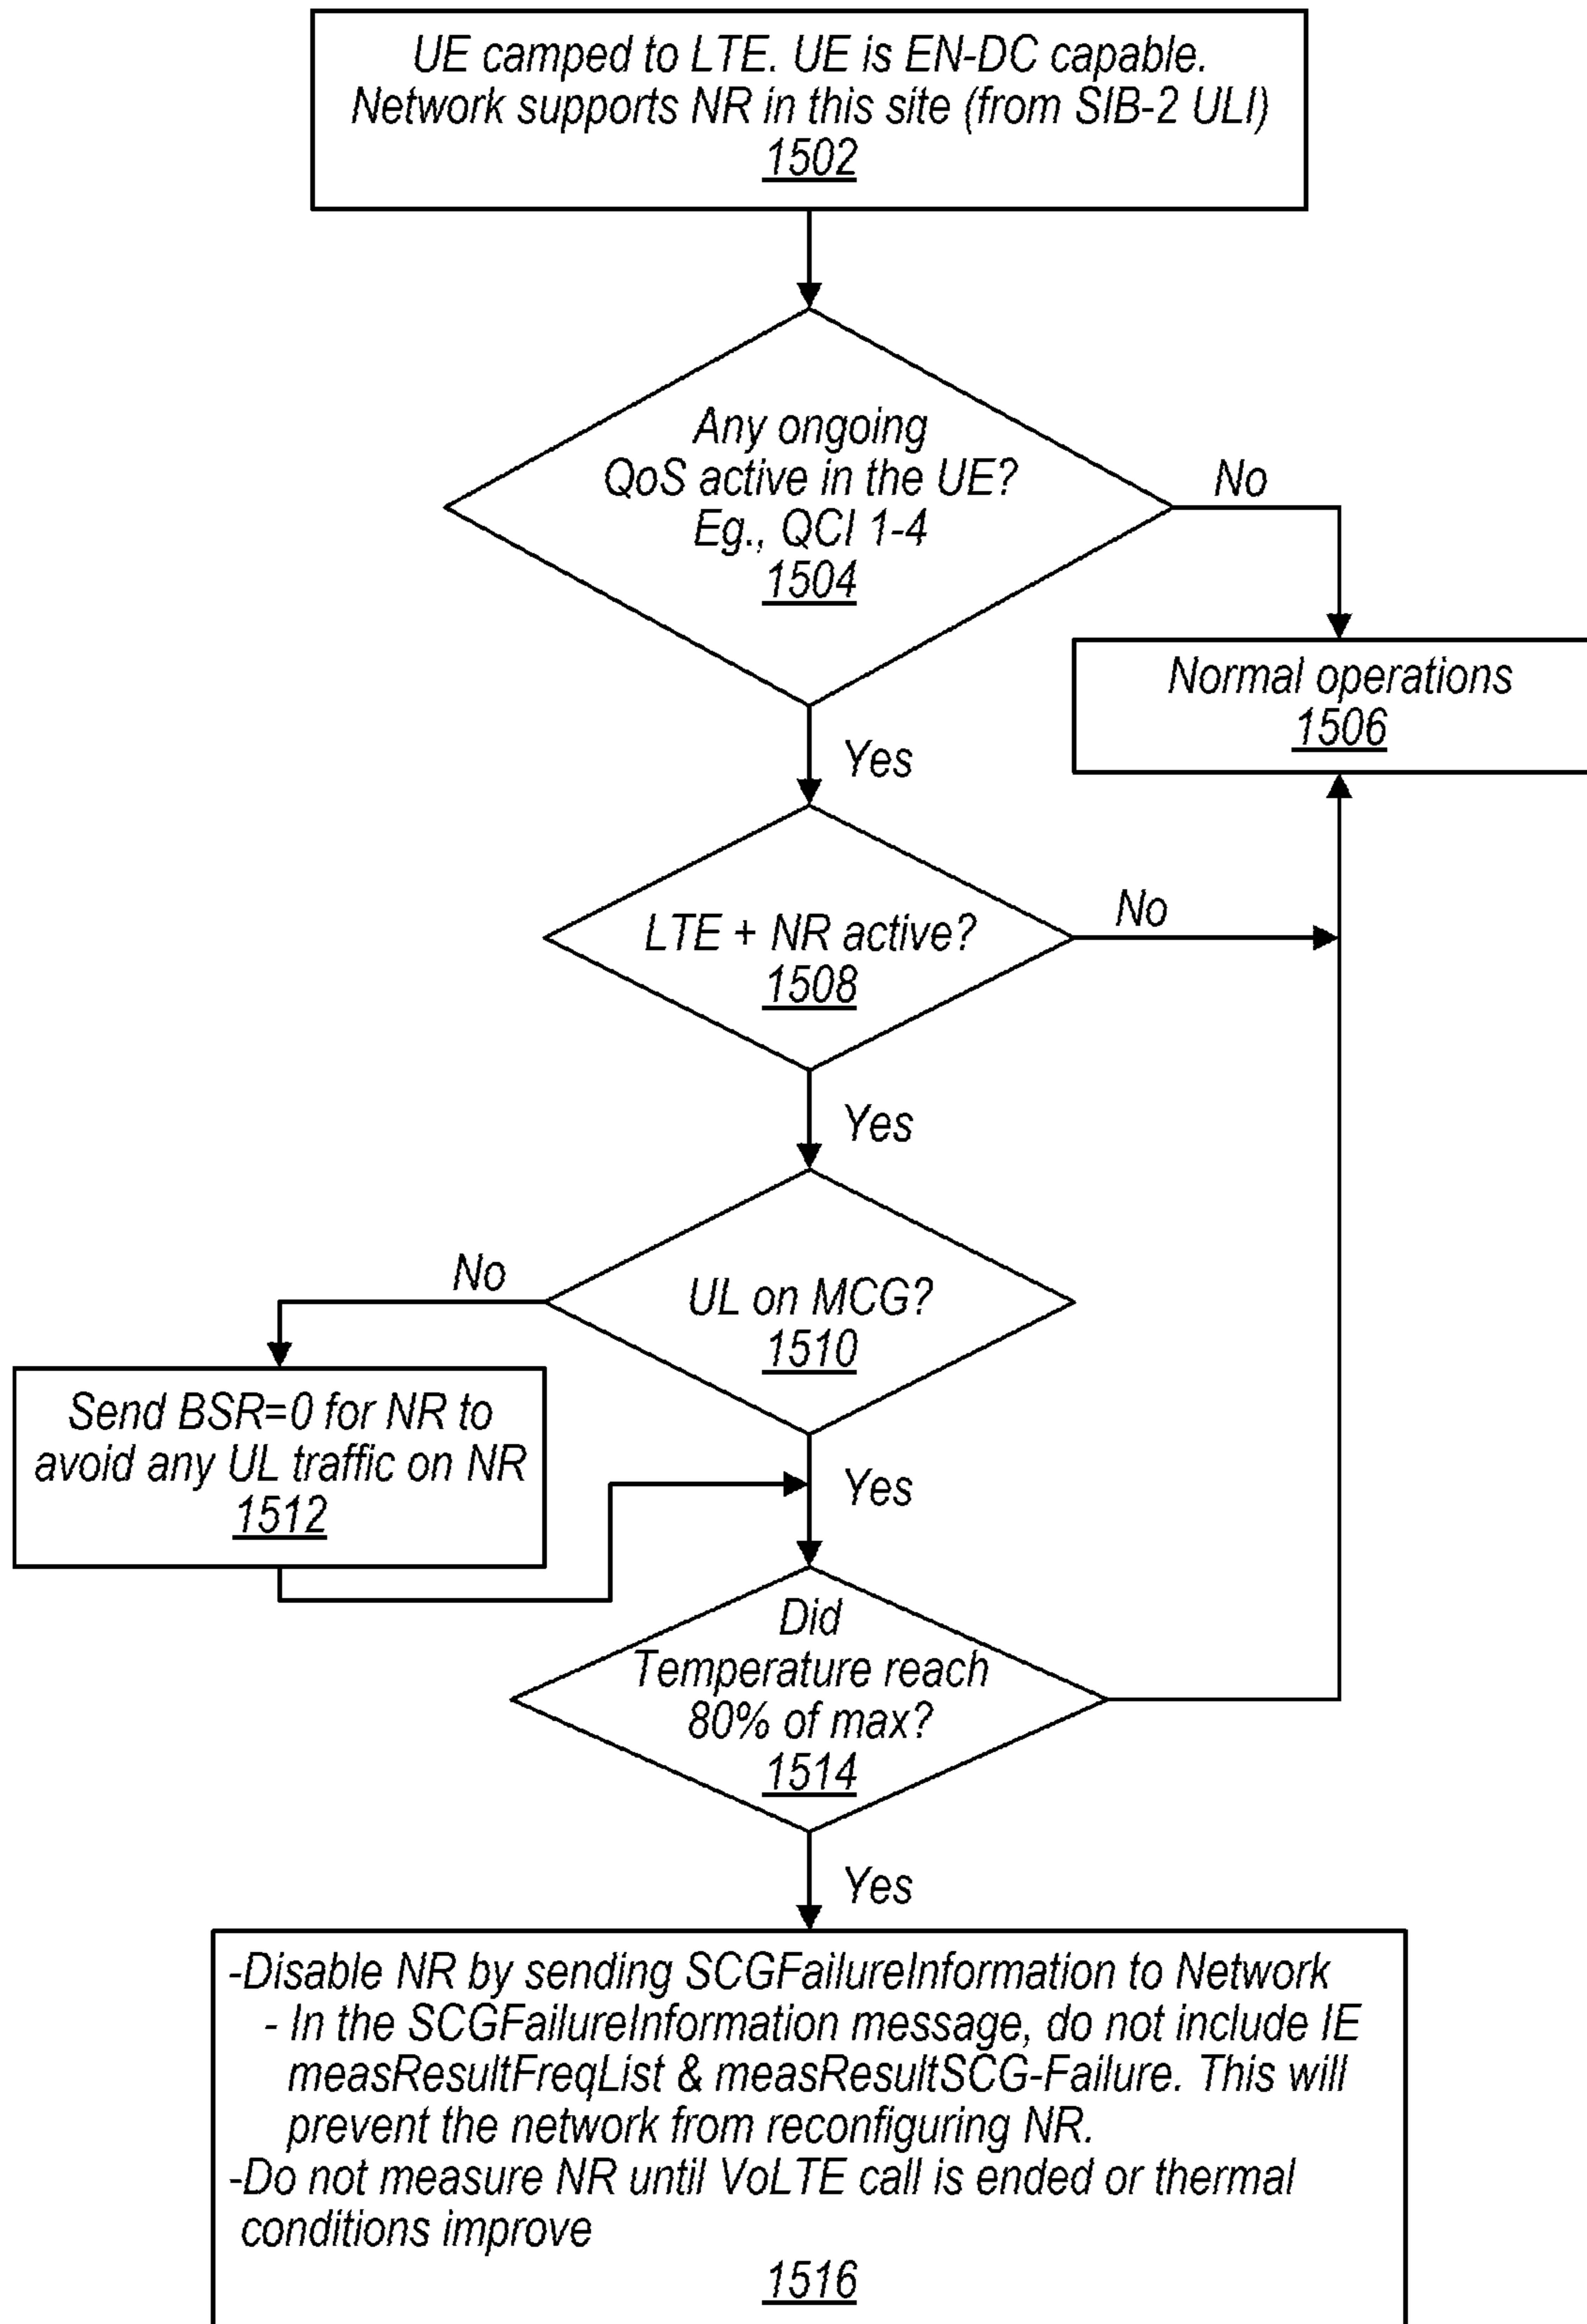 UE camped to LTE. UE is EN-DC capable.
Network supports NR in this site (from SIB-2 ULI)
1502
Any ongoing
QoS active in the UE?
Eg., QCI 1-4
1504
No
Normal operations
1506
Yes
LTE + NR active?
1508
No
Yes
UL on MCG?
1510
No
Send BSR=0 for NR to
avoid any UL traffic on NR
1512
Yes
Did
Temperature reach
80% of max?
1514
Yes
-Disable NR by sending SCGFailureInformation to Network
- In the SCGFailureInformation message, do not include IE
measResultFreqList & measResultSCG-Failure. This will
prevent the network from reconfiguring NR.
-Do not measure NR until VoLTE call is ended or thermal
conditions improve
1516